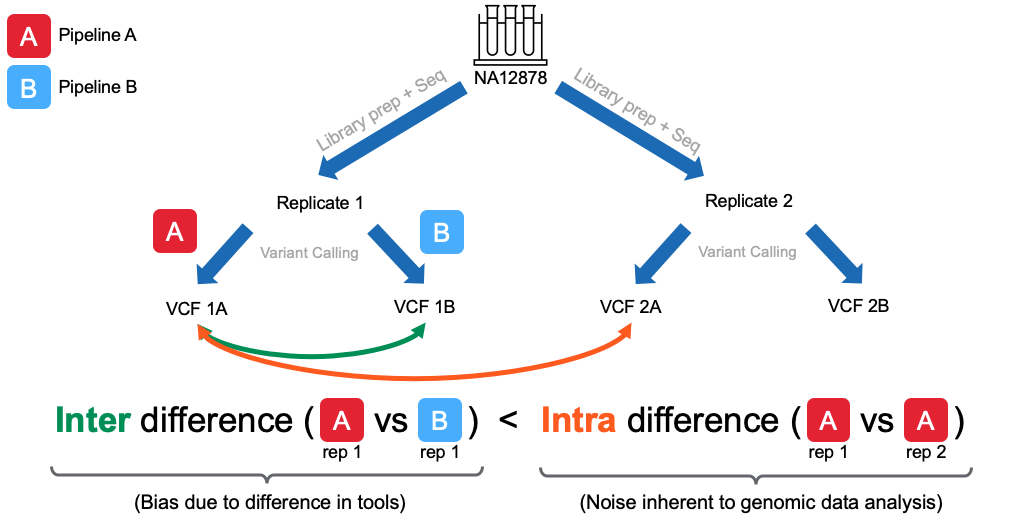 A Pipeline A
B Pipeline B
NA12878
Library prep + Seq
Library prep + Seq
Replicate 1
Replicate 2
A
B
Variant Calling
Variant Calling
VCF 1A
VCF 1B
VCF 2A
VCF 2B
Inter difference ( A vs B ) < Intra difference ( A vs A )
rep 1 rep 1 rep 1 rep 2
(Bias due to difference in tools) (Noise inherent to genomic data analysis)